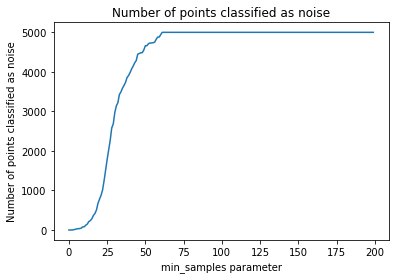 Number of points classified as noise
Number of points classified as noise
5000
4000
3000
2000
1000
0
0 25 50 75 100 125 150 175 200
min_samples parameter